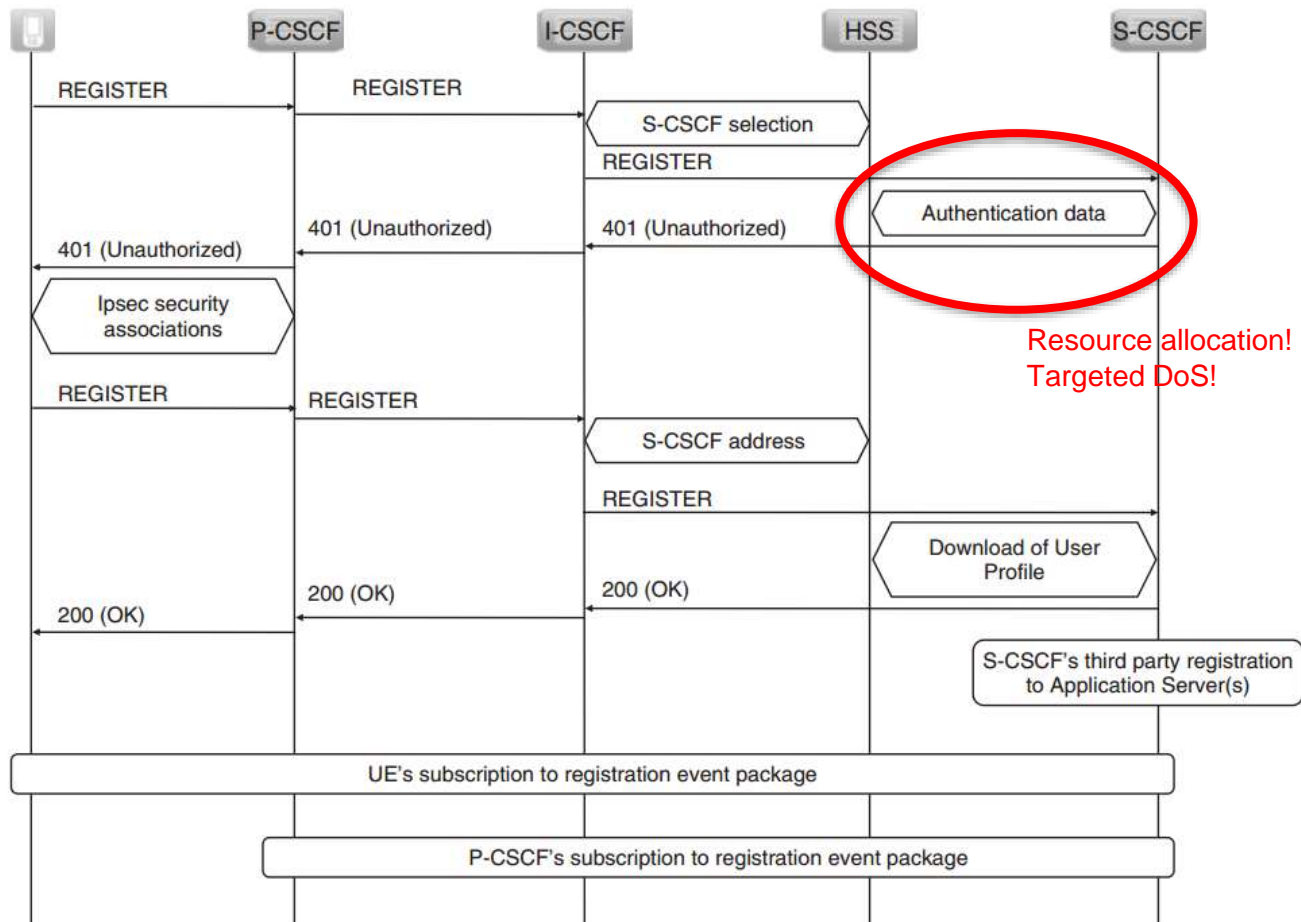 P-CSCF
I-CSCF
HSS
S-CSCF
REGISTER
REGISTER
S-CSCF selection
REGISTER
Authentication data
401 (Unauthorized)
401 (Unauthorized)
401 (Unauthorized)
Ipsec security
associations
Resource allocation!
Targeted DoS!
REGISTER
REGISTER
S-CSCF address
REGISTER
Download of User
Profile
200 (OK)
200 (OK)
200 (OK)
S-CSCF's third party registration
to Application Server(s)
UE's subscription to registration event package
P-CSCF's subscription to registration event package